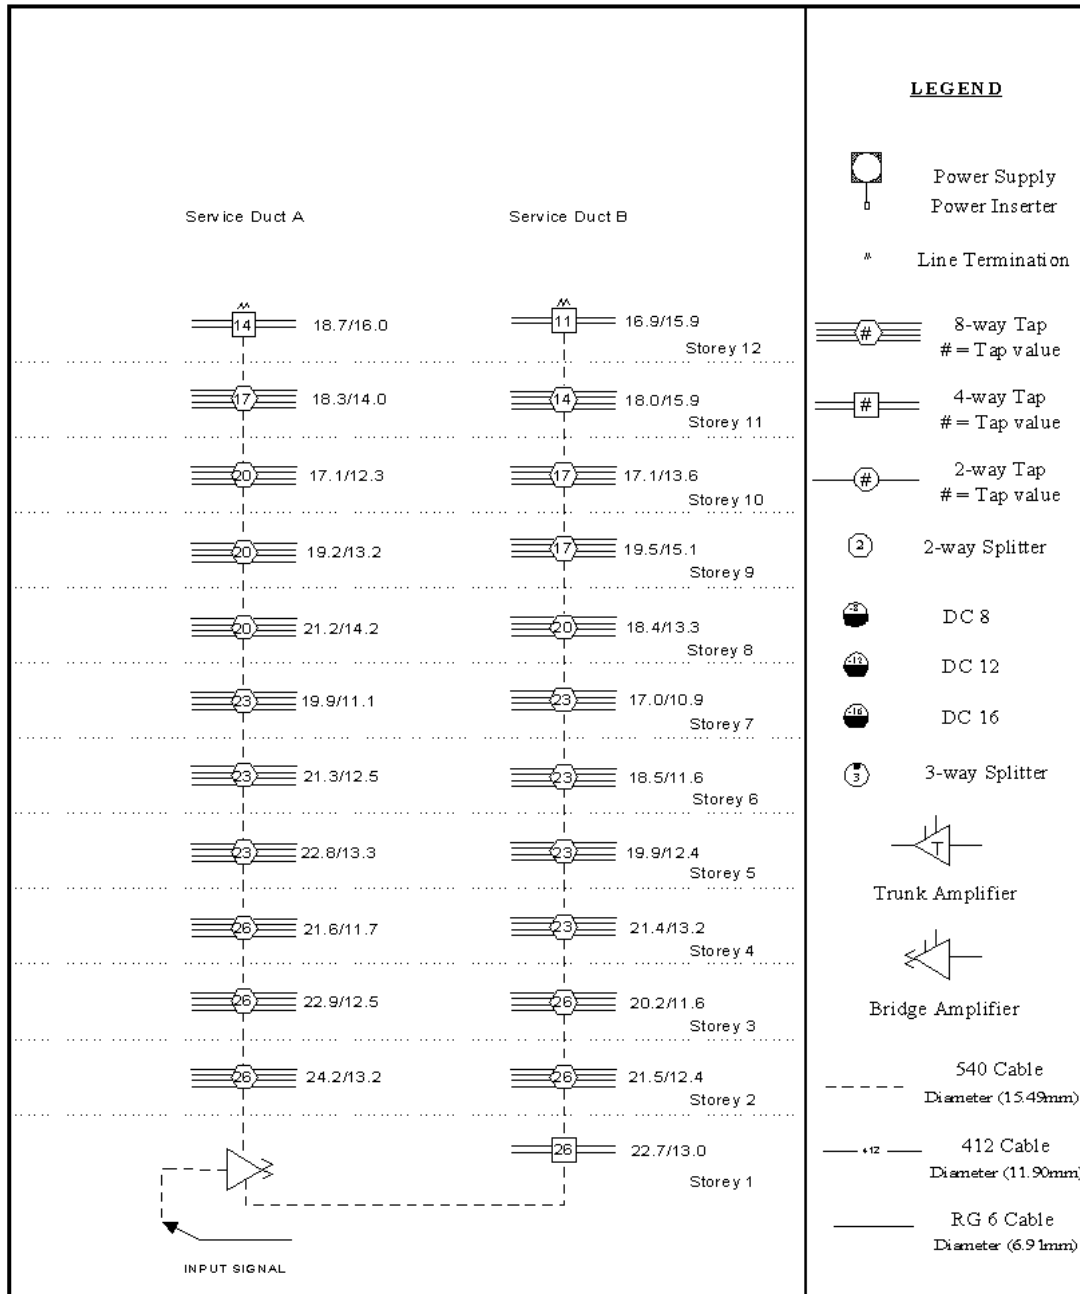 Service Duct A
Service Duct B
14
18.7/16.0
11
16.9/15.9
Storey 12
17
18.3/14.0
14
18.0/15.9
Storey 11
20
17.1/12.3
17
17.1/13.6
Storey 10
20
19.2/13.2
17
19.5/15.1
Storey 9
20
21.2/14.2
20
18.4/13.3
Storey 8
23
19.9/11.1
23
17.0/10.9
Storey 7
23
21.3/12.5
23
18.5/11.6
Storey 6
23
22.8/13.3
23
19.9/12.4
Storey 5
26
21.6/11.7
23
21.4/13.2
Storey 4
26
22.9/12.5
26
20.2/11.6
Storey 3
26
24.2/13.2
26
21.5/12.4
Storey 2
26
22.7/13.0
Storey 1
INPUT SIGNAL
LEGEND
Power Supply
Power Inserter
Line Termination
#
8-way Tap
# = Tap value
#
4-way Tap
# = Tap value
#
2-way Tap
# = Tap value
2
2-way Splitter
-8
DC 8
-12
DC 12
-16
DC 16
3
3-way Splitter
T
Trunk Amplifier
Bridge Amplifier
540 Cable
Diameter (15.49mm)
412
412 Cable
Diameter (11.90mm)
RG 6 Cable
Diameter (6.91mm)